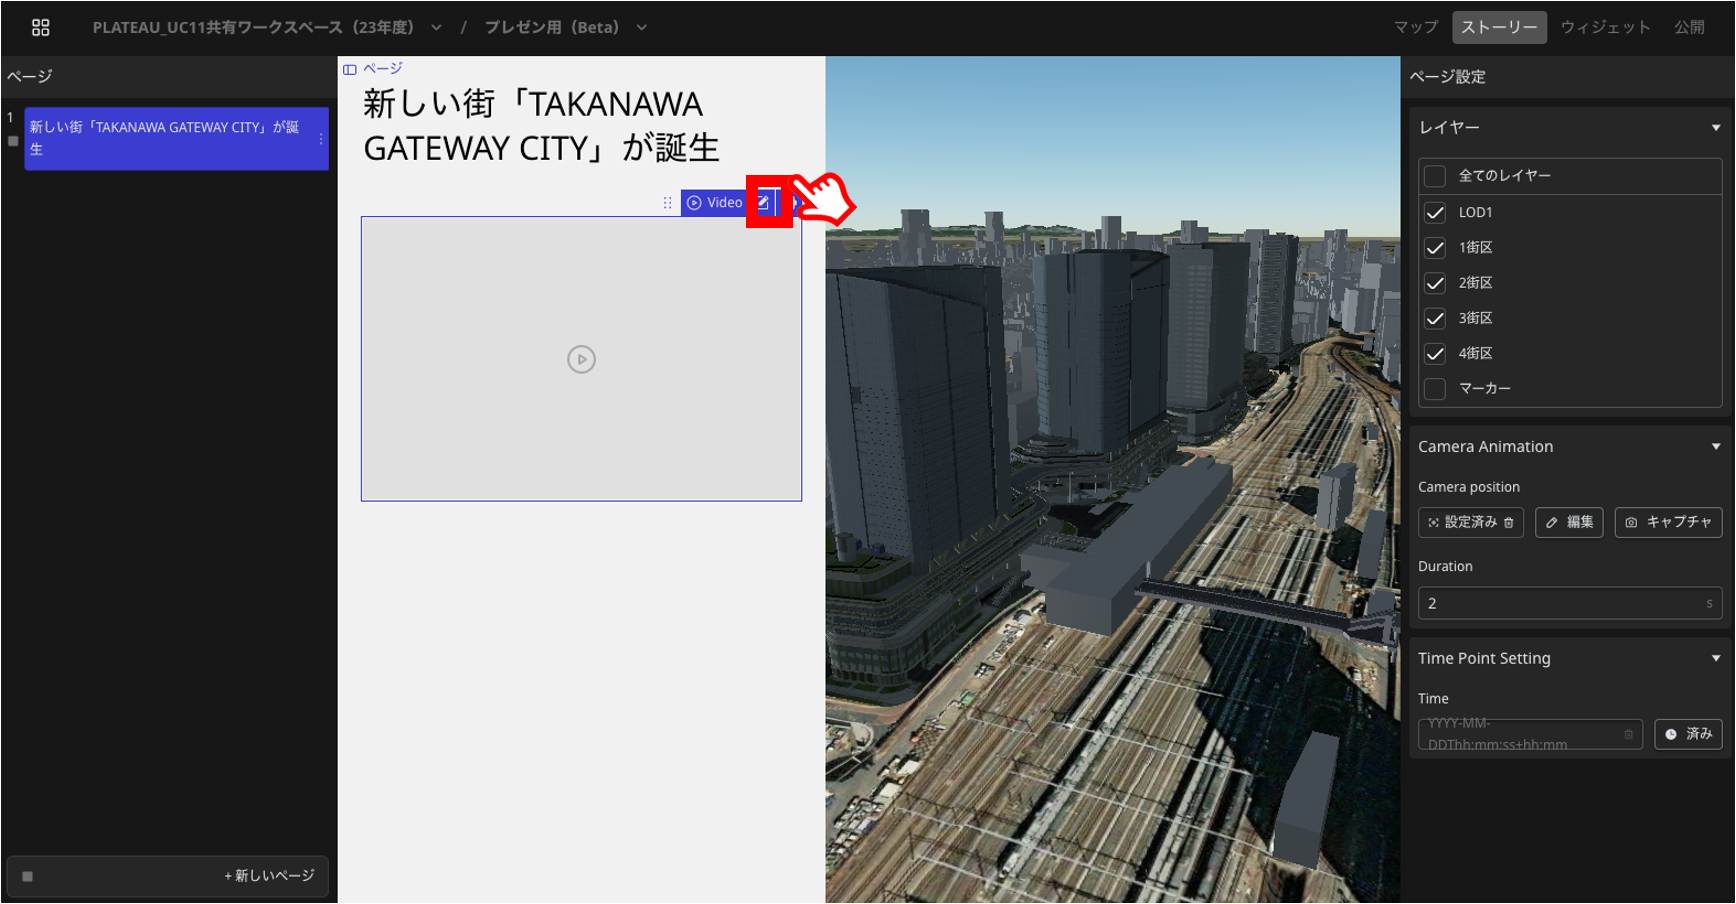 PLATEAU_UC11共有ワークスペース（23年度） / プレゼン用（Beta）
マップ ストーリー ウィジェット 公開
ページ
1
新しい街「TAKANAWA GATEWAY CITY」が誕
生
+ 新しいページ
ページ
新しい街「TAKANAWA
GATEWAY CITY」が誕生
Video
ページ設定
レイヤー
全てのレイヤー
LOD1
1街区
2街区
3街区
4街区
マーカー
Camera Animation
Camera position
設定済み 編集 キャプチャ
Duration
2 s
Time Point Setting
Time
YYYY-MM-
DDThh:mm:ss+hh:mm
済み